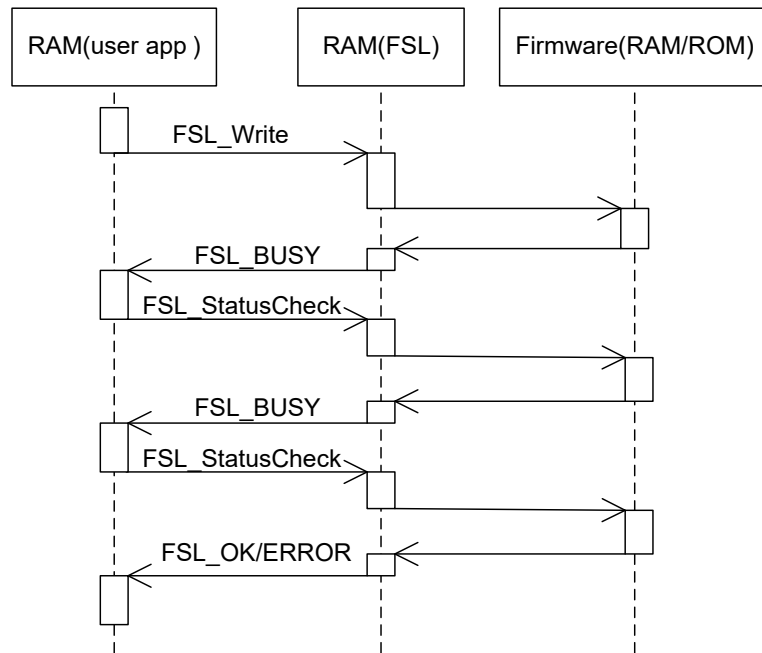 RAM(user app )
RAM(FSL)
Firmware(RAM/ROM)
FSL_Write
FSL_BUSY
FSL_StatusCheck
FSL_BUSY
FSL_StatusCheck
FSL_OK/ERROR